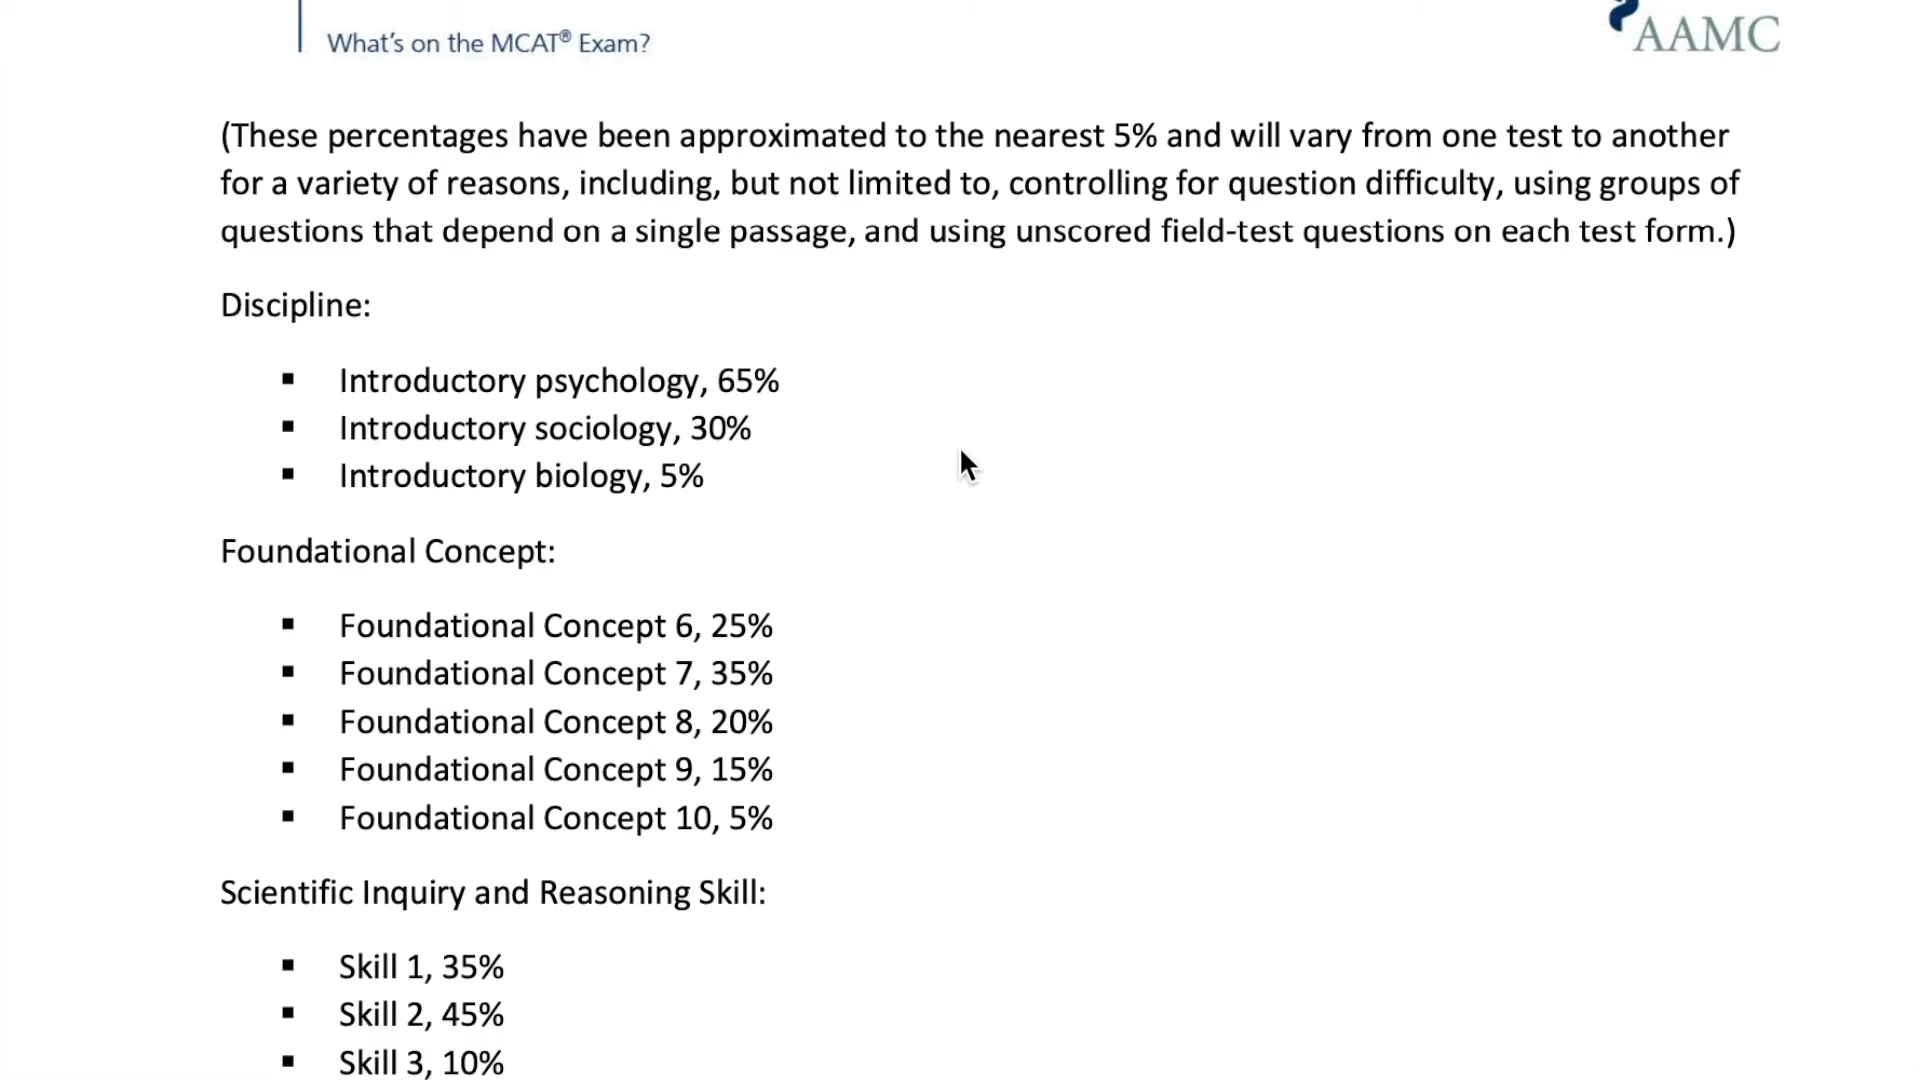 What's on the MCAT® Exam?
AAMC
(These percentages have been approximated to the nearest 5% and will vary from one test to another
for a variety of reasons, including, but not limited to, controlling for question difficulty, using groups of
questions that depend on a single passage, and using unscored field-test questions on each test form.)
Discipline:
▪ Introductory psychology, 65%
▪ Introductory sociology, 30%
▪ Introductory biology, 5%
Foundational Concept:
▪ Foundational Concept 6, 25%
▪ Foundational Concept 7, 35%
▪ Foundational Concept 8, 20%
▪ Foundational Concept 9, 15%
▪ Foundational Concept 10, 5%
Scientific Inquiry and Reasoning Skill:
▪ Skill 1, 35%
▪ Skill 2, 45%
▪ Skill 3, 10%